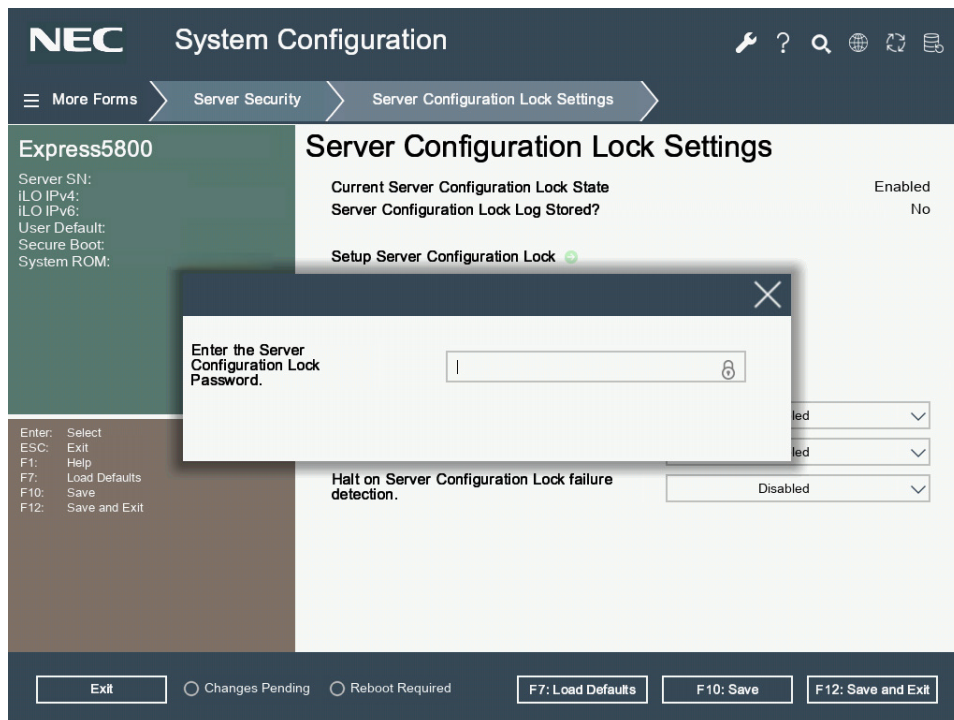 NEC System Configuration
More Forms Server Security Server Configuration Lock Settings
Express5800
Server SN:
iLO IPv4:
iLO IPv6:
User Default:
Secure Boot:
System ROM:
Enter: Select
ESC: Exit
F1: Help
F7: Load Defaults
F10: Save
F12: Save and Exit
Server Configuration Lock Settings
Current Server Configuration Lock State Enabled
Server Configuration Lock Log Stored? No
Setup Server Configuration Lock
Enter the Server
Configuration Lock
Password.
Halt on Server Configuration Lock failure
detection.
Disabled
Exit Changes Pending Reboot Required F7: Load Defaults F10: Save F12: Save and Exit